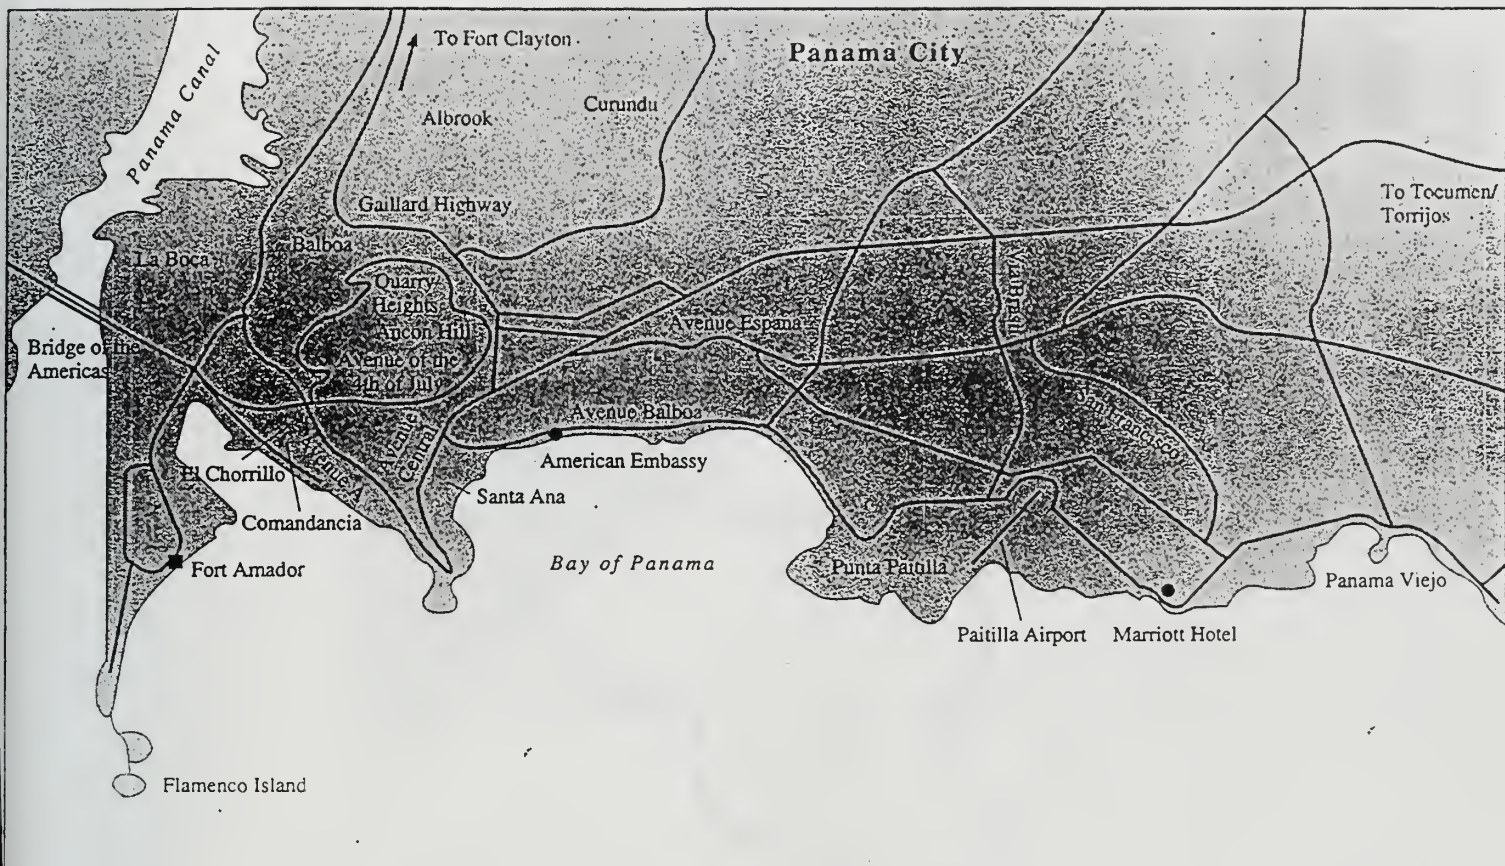 To Fort Clayton
Panama City
Panama Canal
Albrook
Curundu
To Tocumen/
Torrijos
Gaillard Highway
Balboa
La Boca
Quarry
Heights
Ancon Hill
Avenue Espana
Bridge of the
Americas
Avenue of the
4th of July
Avenue Balboa
San Francisco
Avenue
Central
Avenue A
American Embassy
El Chorrillo
Santa Ana
Comandancia
Bay of Panama
Fort Amador
Punta Paitilla
Panama Viejo
Paitilla Airport
Marriott Hotel
Flamenco Island